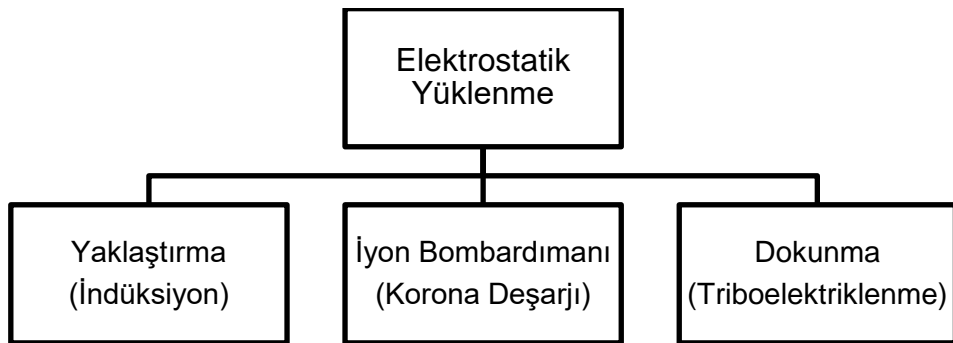 Elektrostatik
Yüklenme
Yaklaştırma
(İndüksiyon)
İyon Bombardımanı
(Korona Deşarjı)
Dokunma
(Triboelektriklenme)